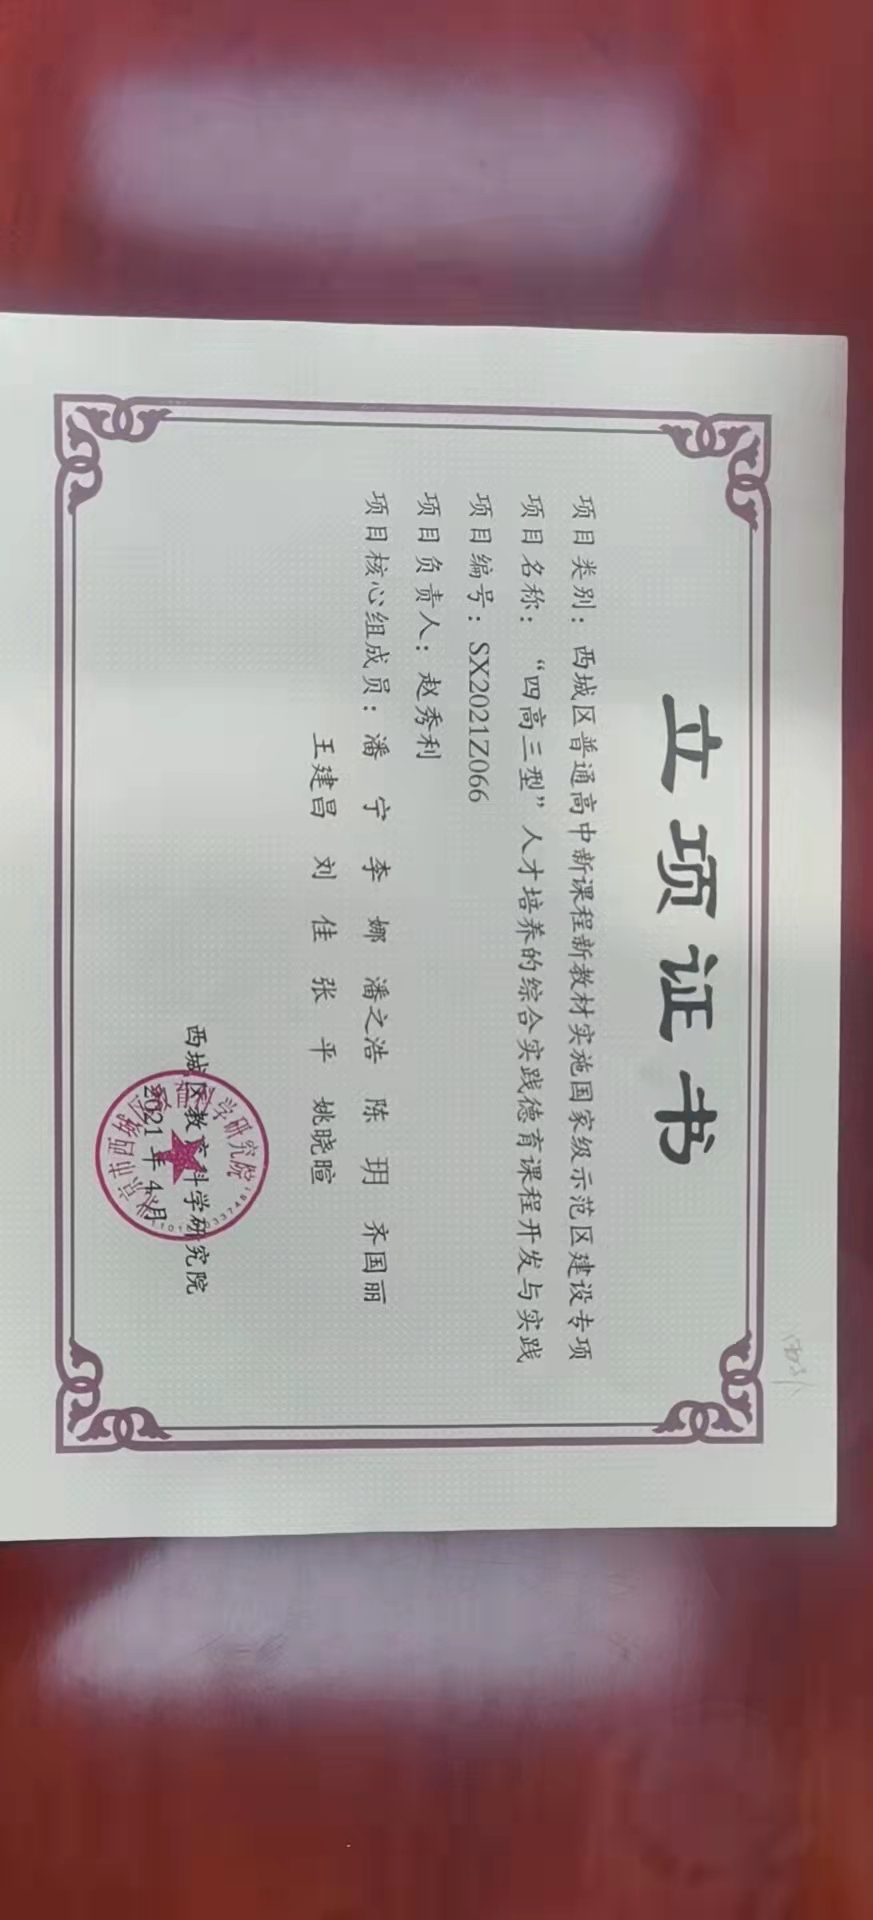 立项证书
项目类别：西城区普通高中新课程新教材实施国家级示范区建设专项
项目名称：“四高三型”人才培养的综合实践德育课程开发与实践
项目编号：SX2021Z066
项目负责人：赵秀利
项目核心组成员：潘 宁 李 娜 潘之浩 陈 玥 齐国丽
王建昌 刘 佳 张 平 姚晓暄
西城区教育科学研究院
2021年4月